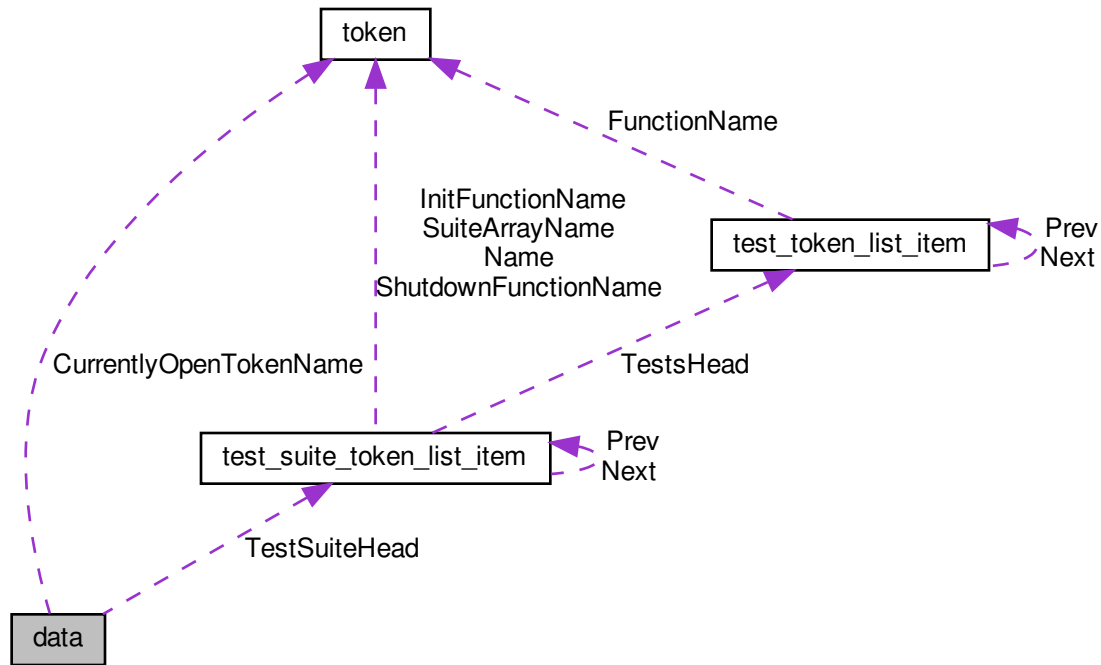 token
FunctionName
InitFunctionName
SuiteArrayName
Name
ShutdownFunctionName
test_token_list_item
Prev
Next
CurrentlyOpenTokenName
TestsHead
test_suite_token_list_item
Prev
Next
TestSuiteHead
data